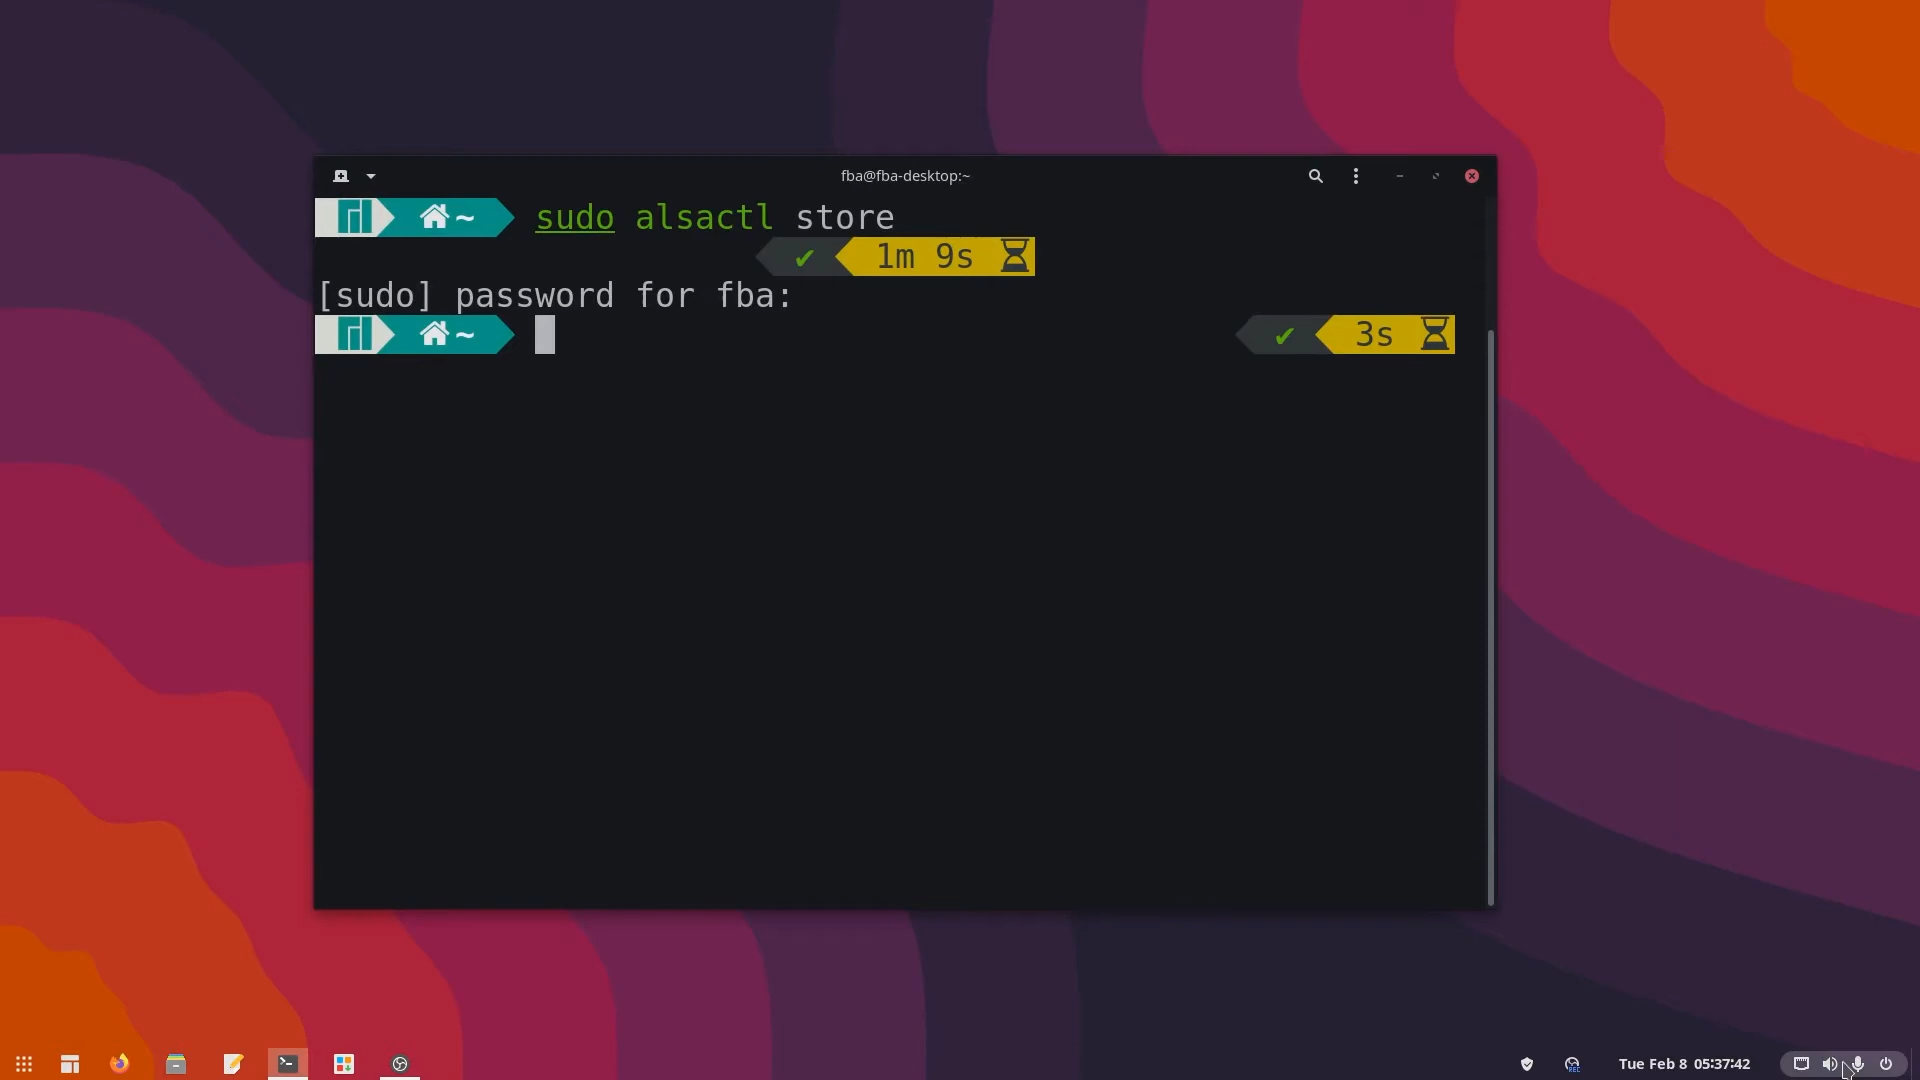 fba@fba-desktop:~
~ sudo alsactl store
✔ 1m 9s
[sudo] password for fba:
~ ✔ 3s
REC Tue Feb 8 05:37:42